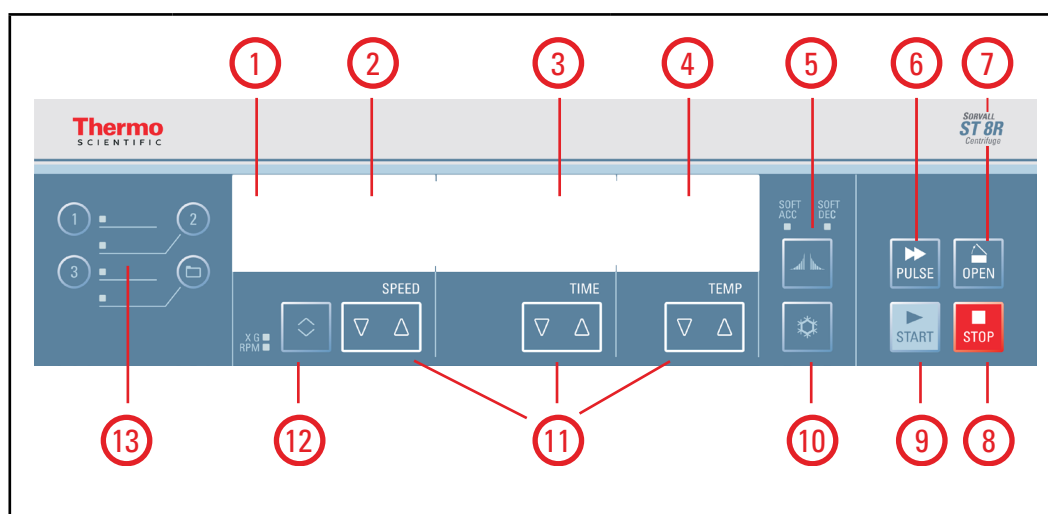 1 2 3 4 5 6 7
Thermo
SCIENTIFIC
SORVALL
ST 8R
Centrifuge
1
2
3
SOFT ACC
SOFT DEC
SPEED
TIME
TEMP
X G
RPM
PULSE
OPEN
START
STOP
13 12 11 10 9 8